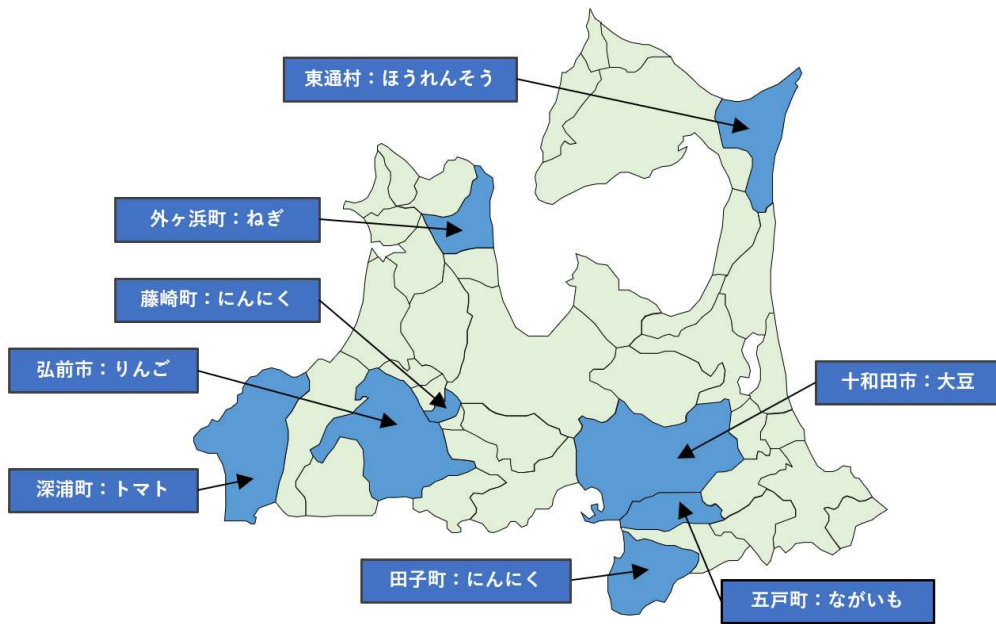 東通村：ほうれんそう
外ヶ浜町：ねぎ
藤崎町：にんにく
弘前市：りんご
十和田市：大豆
深浦町：トマト
田子町：にんにく
五戸町：ながいも